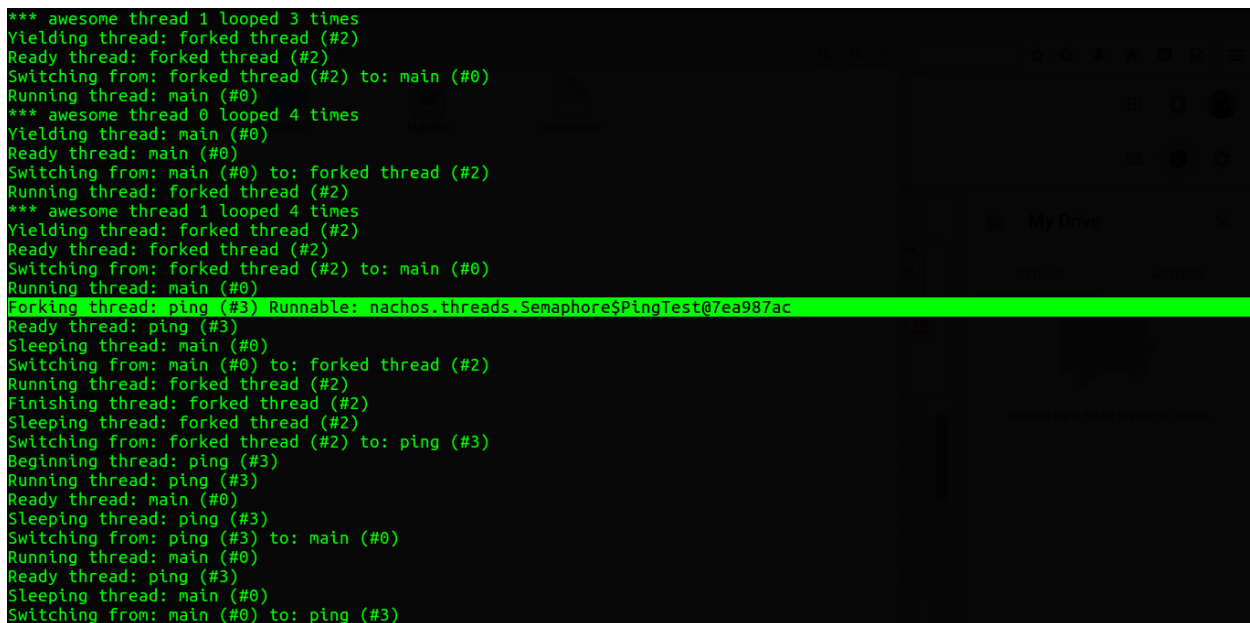 *** awesome thread 1 looped 3 times
Yielding thread: forked thread (#2)
Ready thread: forked thread (#2)
Switching from: forked thread (#2) to: main (#0)
Running thread: main (#0)
*** awesome thread 0 looped 4 times
Yielding thread: main (#0)
Ready thread: main (#0)
Switching from: main (#0) to: forked thread (#2)
Running thread: forked thread (#2)
*** awesome thread 1 looped 4 times
Yielding thread: forked thread (#2)
Ready thread: forked thread (#2)
Switching from: forked thread (#2) to: main (#0)
Running thread: main (#0)
Forking thread: ping (#3) Runnable: nachos.threads.Semaphore$PingTest@7ea987ac
Ready thread: ping (#3)
Sleeping thread: main (#0)
Switching from: main (#0) to: forked thread (#2)
Running thread: forked thread (#2)
Finishing thread: forked thread (#2)
Sleeping thread: forked thread (#2)
Switching from: forked thread (#2) to: ping (#3)
Beginning thread: ping (#3)
Running thread: ping (#3)
Ready thread: main (#0)
Sleeping thread: ping (#3)
Switching from: ping (#3) to: main (#0)
Running thread: main (#0)
Ready thread: ping (#3)
Sleeping thread: main (#0)
Switching from: main (#0) to: ping (#3)
My Drive
DETAILS
ACTIVITY